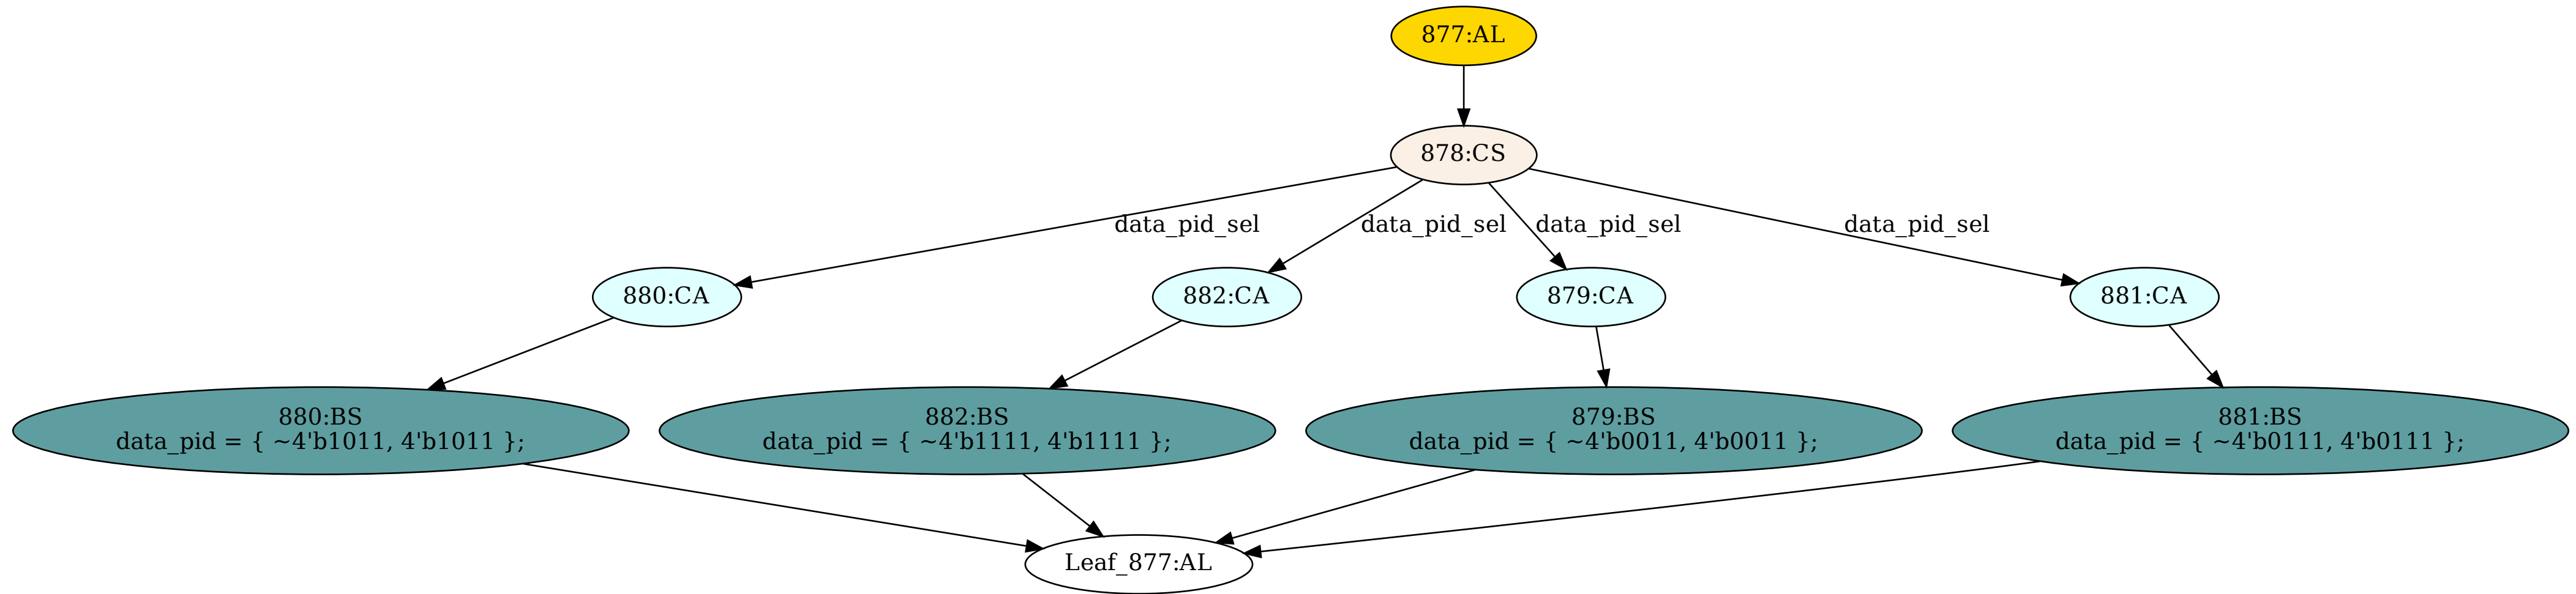 877:AL
878:CS
data_pid_sel
data_pid_sel
data_pid_sel
data_pid_sel
880:CA
882:CA
879:CA
881:CA
880:BS
data_pid = { ~4'b1011, 4'b1011 };
882:BS
data_pid = { ~4'b1111, 4'b1111 };
879:BS
data_pid = { ~4'b0011, 4'b0011 };
881:BS
data_pid = { ~4'b0111, 4'b0111 };
Leaf_877:AL